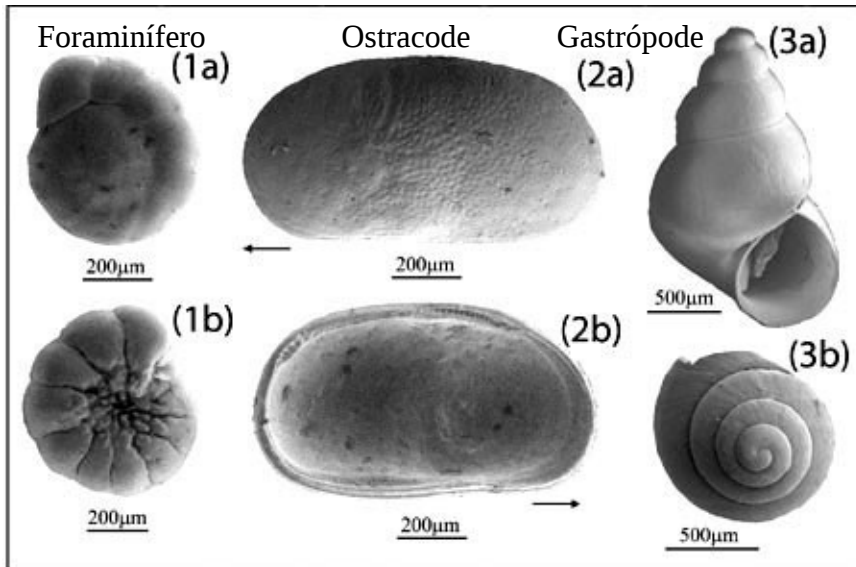 Foraminífero
Ostracode
Gastrópode
(1a)
(2a)
(3a)
200μm
200μm
500μm
(1b)
(2b)
(3b)
200μm
200μm
500μm